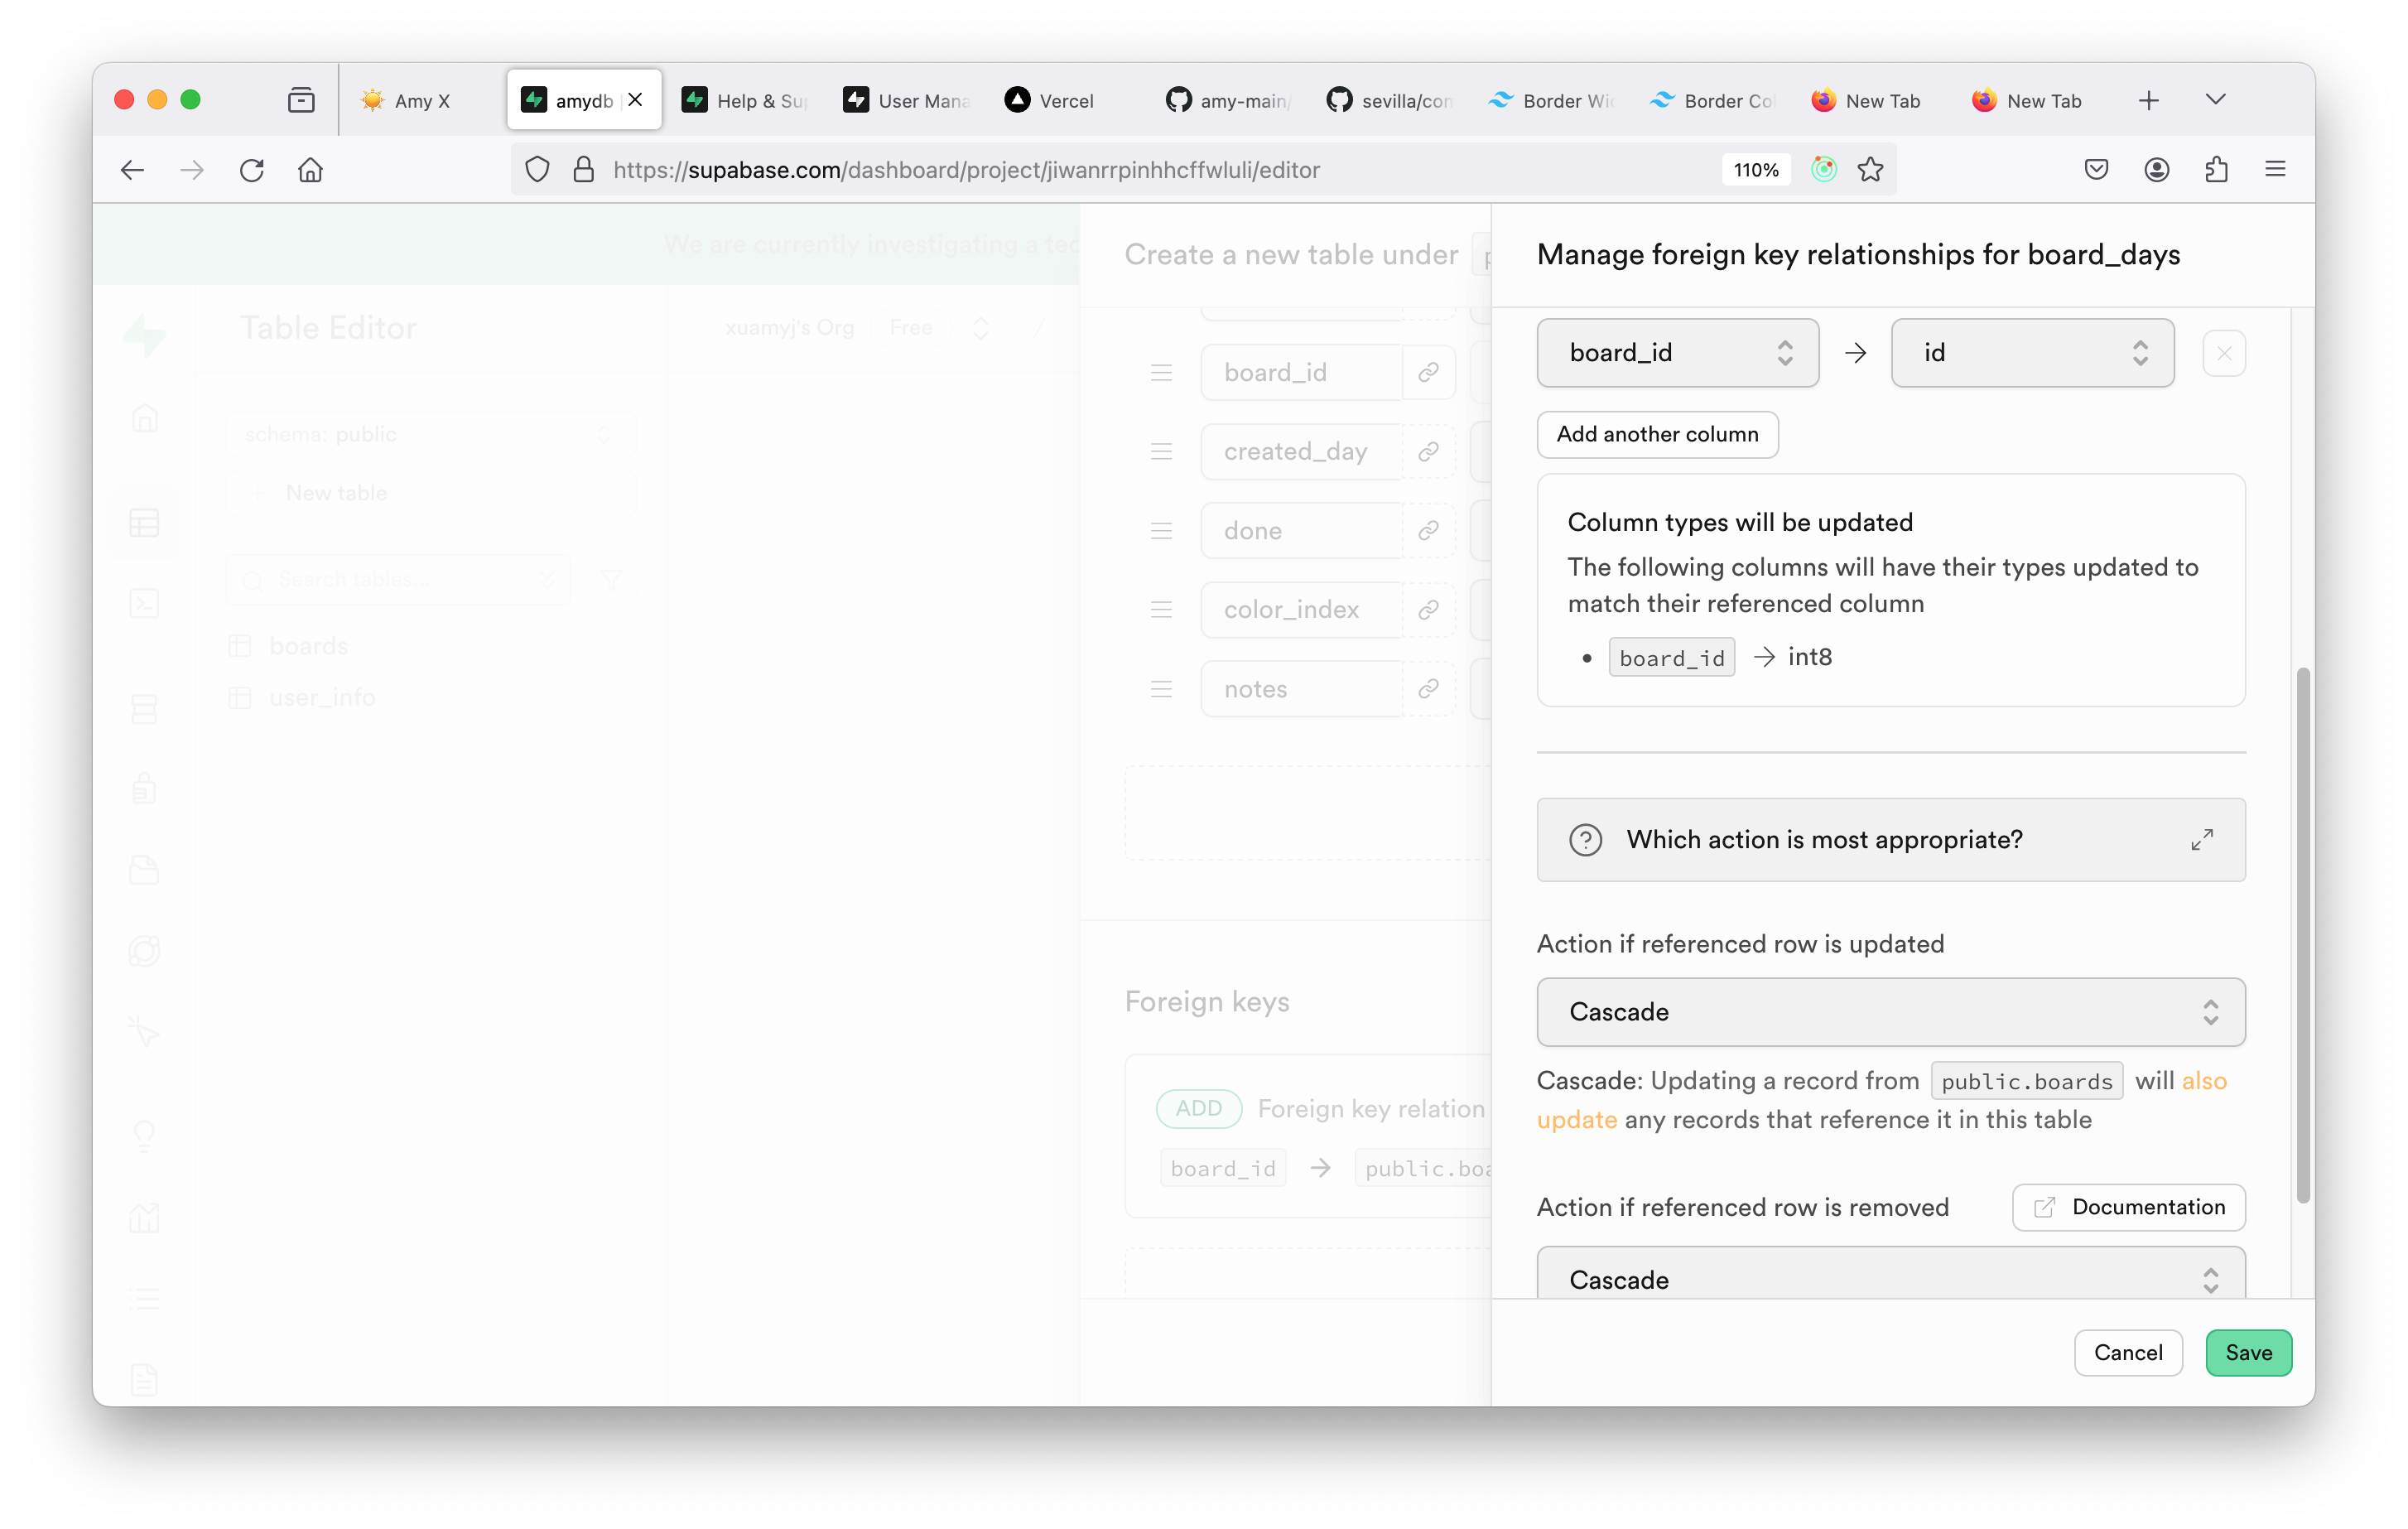 Amy X
amydb
Help & Su
User Mana
Vercel
amy-main/
sevilla/con
Border Wi
Border Co
New Tab
New Tab
https://supabase.com/dashboard/project/jiwanrrpinhhcffwluli/editor
110%
We are currently investigating a tec
Table Editor
xuamyj's Org
Free
/
schema: public
+ New table
Search tables...
boards
user_info
Create a new table under
board_id
created_day
done
color_index
notes
Foreign keys
ADD
Foreign key relation
board_id → public.boa
Manage foreign key relationships for board_days
board_id → id
Add another column
Column types will be updated
The following columns will have their types updated to
match their referenced column
• board_id → int8
Which action is most appropriate?
Action if referenced row is updated
Cascade
Cascade: Updating a record from public.boards will also
update any records that reference it in this table
Action if referenced row is removed
Documentation
Cascade
Cancel
Save